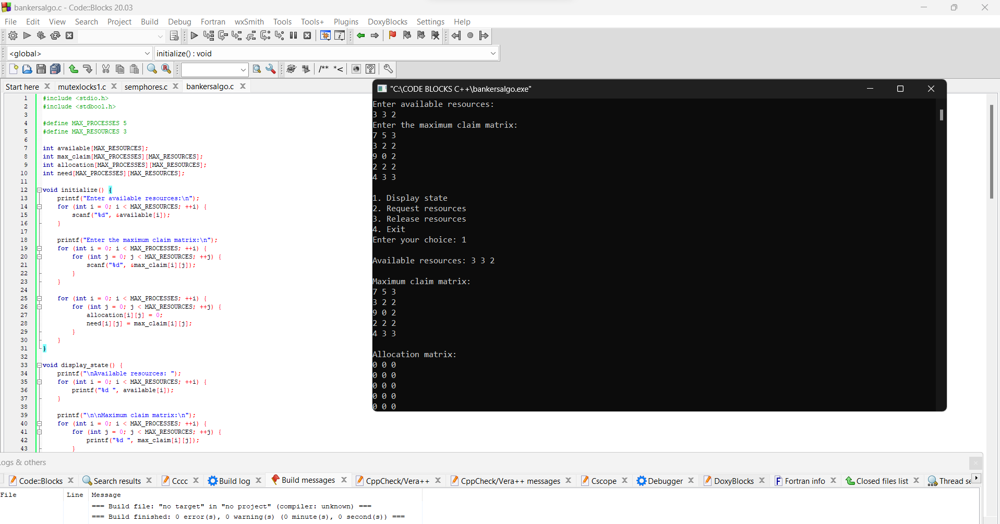 bankersalgo.c - Code::Blocks 20.03
File Edit View Search Project Build Debug Fortran wxSmith Tools Tools+ Plugins DoxyBlocks Settings Help
<global> initialize() : void
/** *<
Start here mutexlocks1.c semphores.c bankersalgo.c
1 #include <stdio.h>
2 #include <stdbool.h>
3
4 #define MAX_PROCESSES 5
5 #define MAX_RESOURCES 3
6
7 int available[MAX_RESOURCES];
8 int max_claim[MAX_PROCESSES][MAX_RESOURCES];
9 int allocation[MAX_PROCESSES][MAX_RESOURCES];
10 int need[MAX_PROCESSES][MAX_RESOURCES];
11
12 void initialize() {
13 printf("Enter available resources:\n");
14 for (int i = 0; i < MAX_RESOURCES; ++i) {
15 scanf("%d", &available[i]);
16 }
17
18 printf("Enter the maximum claim matrix:\n");
19 for (int i = 0; i < MAX_PROCESSES; ++i) {
20 for (int j = 0; j < MAX_RESOURCES; ++j) {
21 scanf("%d", &max_claim[i][j]);
22 }
23 }
24
25 for (int i = 0; i < MAX_PROCESSES; ++i) {
26 for (int j = 0; j < MAX_RESOURCES; ++j) {
27 allocation[i][j] = 0;
28 need[i][j] = max_claim[i][j];
29 }
30 }
31 }
32
33 void display_state() {
34 printf("\nAvailable resources: ");
35 for (int i = 0; i < MAX_RESOURCES; ++i) {
36 printf("%d ", available[i]);
37 }
38
39 printf("\n\nMaximum claim matrix:\n");
40 for (int i = 0; i < MAX_PROCESSES; ++i) {
41 for (int j = 0; j < MAX_RESOURCES; ++j) {
42 printf("%d ", max_claim[i][j]);
43 }
"C:\CODE BLOCKS C++\bankersalgo.exe"
Enter available resources:
3 3 2
Enter the maximum claim matrix:
7 5 3
3 2 2
9 0 2
2 2 2
4 3 3
1. Display state
2. Request resources
3. Release resources
4. Exit
Enter your choice: 1
Available resources: 3 3 2
Maximum claim matrix:
7 5 3
3 2 2
9 0 2
2 2 2
4 3 3
Allocation matrix:
0 0 0
0 0 0
0 0 0
0 0 0
0 0 0
ogs & others
Code::Blocks Search results Cccc Build log Build messages CppCheck/Vera++ CppCheck/Vera++ messages Cscope Debugger DoxyBlocks Fortran info Closed files list Thread se
File Line Message
=== Build file: "no target" in "no project" (compiler: unknown) ===
=== Build finished: 0 error(s), 0 warning(s) (0 minute(s), 0 second(s)) ===